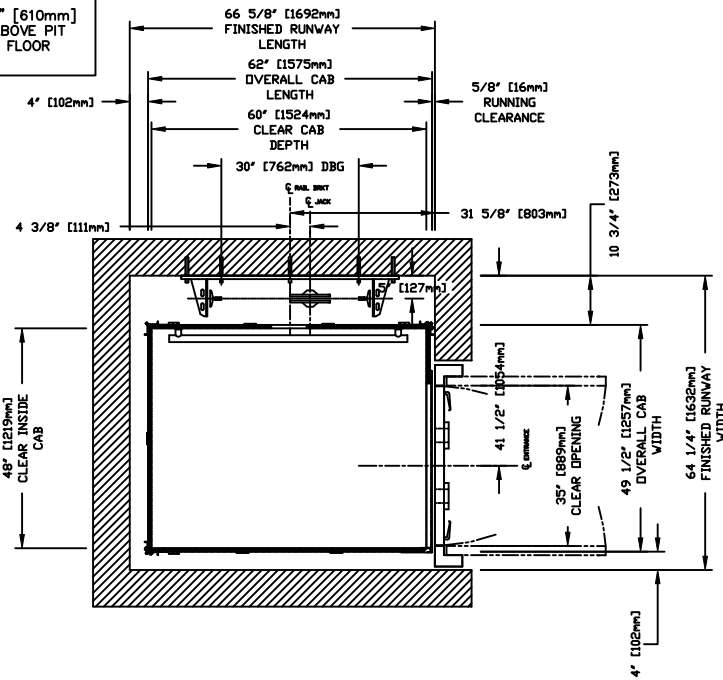 " [610mm]
BOVE PIT
FLOOR
66 5/8" [1692mm]
FINISHED RUNWAY
LENGTH
62" [1575mm]
OVERALL CAB
LENGTH
4" [102mm]
5/8" [16mm]
RUNNING
CLEARANCE
60" [1524mm]
CLEAR CAB
DEPTH
30" [762mm] DBG
RAIL BRKT
JACK
4 3/8" [111mm]
31 5/8" [803mm]
10 3/4" [273mm]
5" [127mm]
48" [1219mm]
CLEAR INSIDE
CAB
41 1/2" [1054mm]
ENTRANCE
35" [889mm]
CLEAR OPENING
49 1/2" [1257mm]
OVERALL CAB
WIDTH
64 1/4" [1632mm]
FINISHED RUNWAY
WIDTH
4" [102mm]